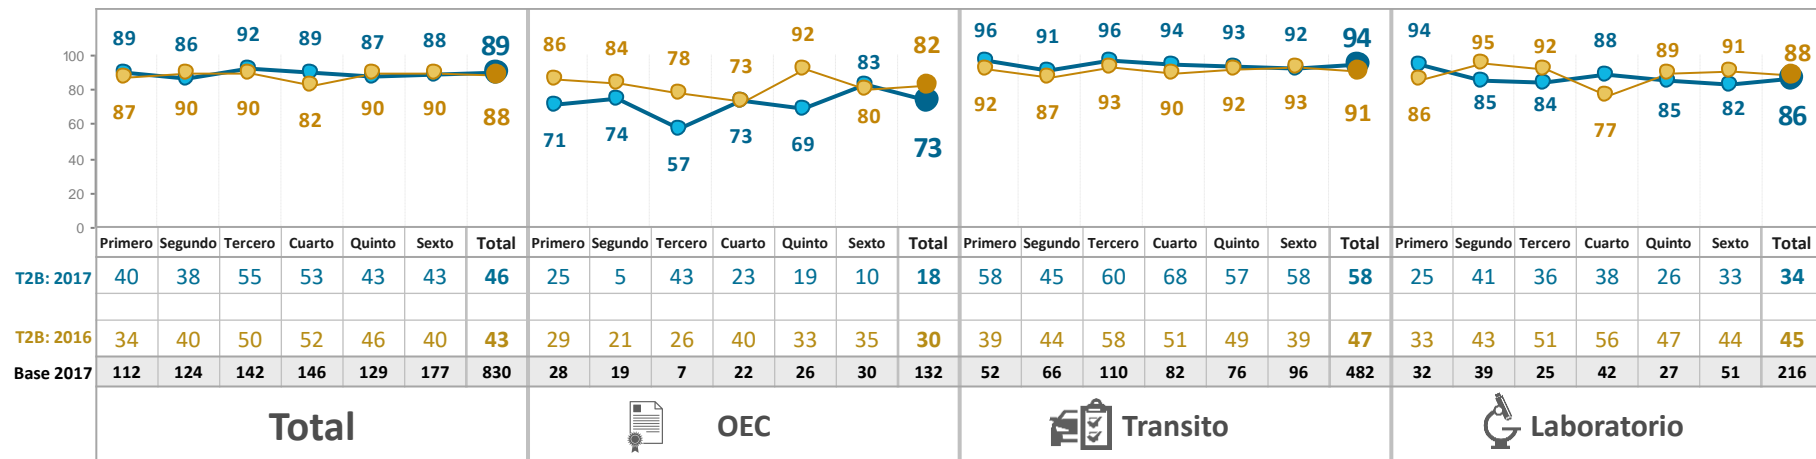 89 86 92 89 87 88 89
87 90 90 82 90 90 88
86 84 78 73 92 83 82
71 74 57 73 69 80 73
96 91 96 94 93 92 94
92 87 93 90 92 93 91
94 95 92 88 89 91 88
86 85 84 77 85 82 86
100
80
60
40
20
0
Primero Segundo Tercero Cuarto Quinto Sexto Total Primero Segundo Tercero Cuarto Quinto Sexto Total Primero Segundo Tercero Cuarto Quinto Sexto Total Primero Segundo Tercero Cuarto Quinto Sexto Total
T2B: 2017 40 38 55 53 43 43 46 25 5 43 23 19 10 18 58 45 60 68 57 58 58 25 41 36 38 26 33 34
T2B: 2016 34 40 50 52 46 40 43 29 21 26 40 33 35 30 39 44 58 51 49 39 47 33 43 51 56 47 44 45
Base 2017 112 124 142 146 129 177 830 28 19 7 22 26 30 132 52 66 110 82 76 96 482 32 39 25 42 27 51 216
Total OEC Transito Laboratorio